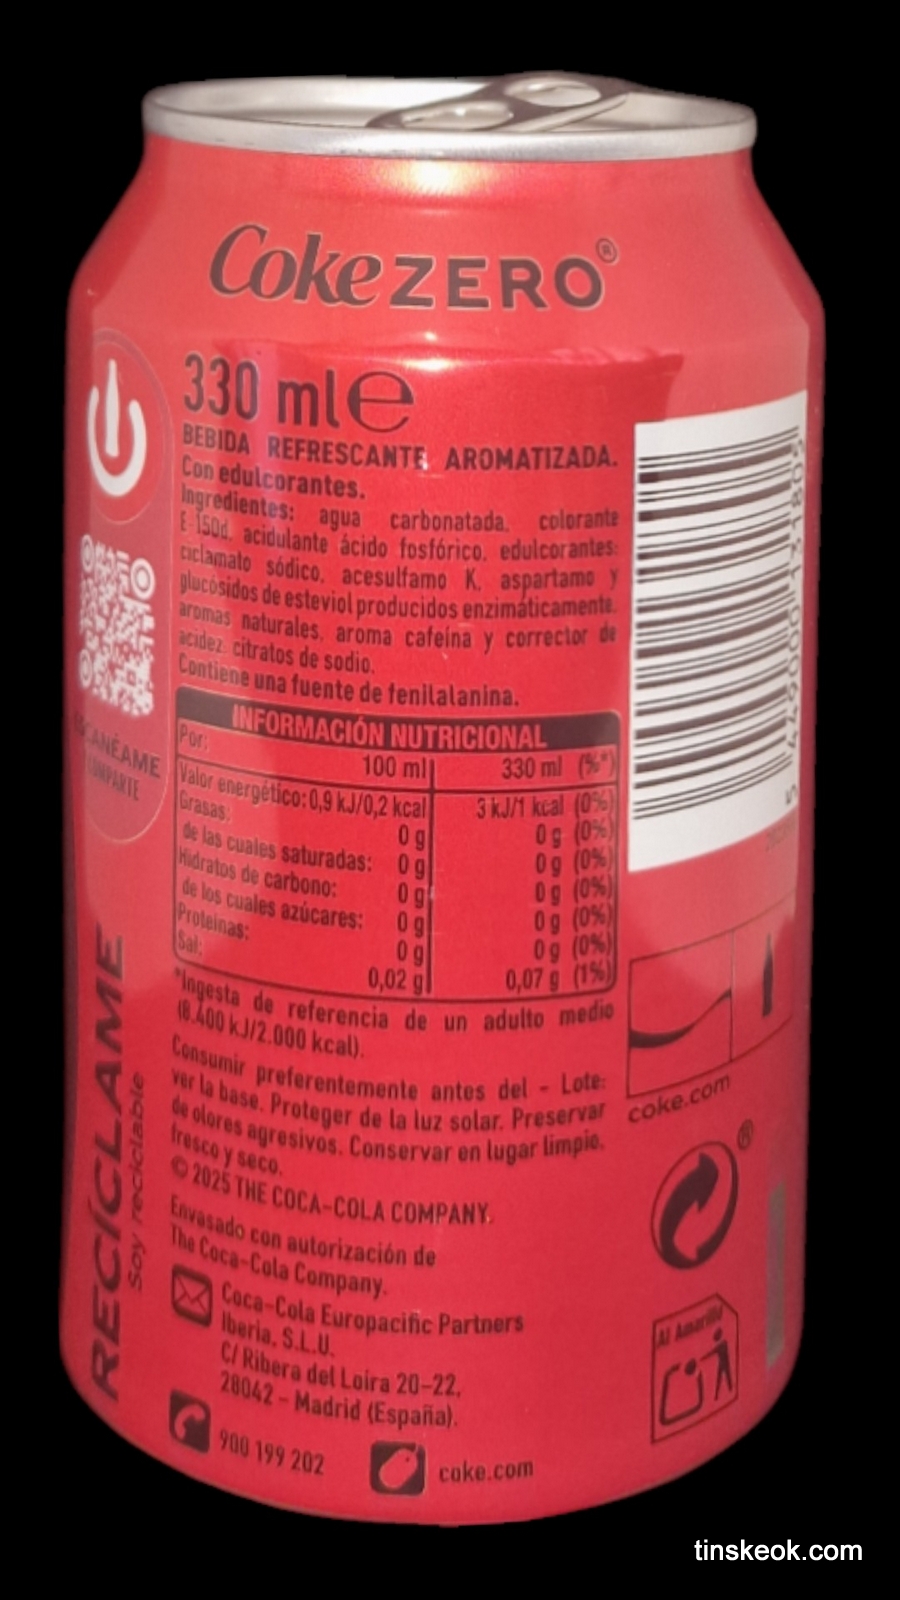 Coke ZERO®
330 ml ℮
BEBIDA REFRESCANTE AROMATIZADA.
Con edulcorantes.
Ingredientes: agua carbonatada, colorante
E-150d, acidulante ácido fosfórico, edulcorantes:
ciclamato sódico, acesulfamo K, aspartamo y
glucósidos de esteviol producidos enzimáticamente,
aromas naturales, aroma cafeína y corrector de
acidez: citratos de sodio.
Contiene una fuente de fenilalanina.
INFORMACIÓN NUTRICIONAL
Por: 100 ml 330 ml (%*)
Valor energético: 0,9 kJ/0,2 kcal 3 kJ/1 kcal (0%)
Grasas: 0 g 0 g (0%)
de las cuales saturadas: 0 g 0 g (0%)
Hidratos de carbono: 0 g 0 g (0%)
de los cuales azúcares: 0 g 0 g (0%)
Proteínas: 0 g 0 g (0%)
Sal: 0,02 g 0,07 g (1%)
*Ingesta de referencia de un adulto medio
(8.400 kJ/2.000 kcal).
Consumir preferentemente antes del - Lote:
ver la base. Proteger de la luz solar. Preservar
de olores agresivos. Conservar en lugar limpio,
fresco y seco.
© 2025 THE COCA-COLA COMPANY.
Envasado con autorización de
The Coca-Cola Company.
Coca-Cola Europacific Partners
Iberia, S.L.U.
C/ Ribera del Loira 20-22,
28042 - Madrid (España).
900 199 202
coke.com
RECÍCLAME
Soy reciclable
coke.com
®
Al Amarillo
tinskeok.com